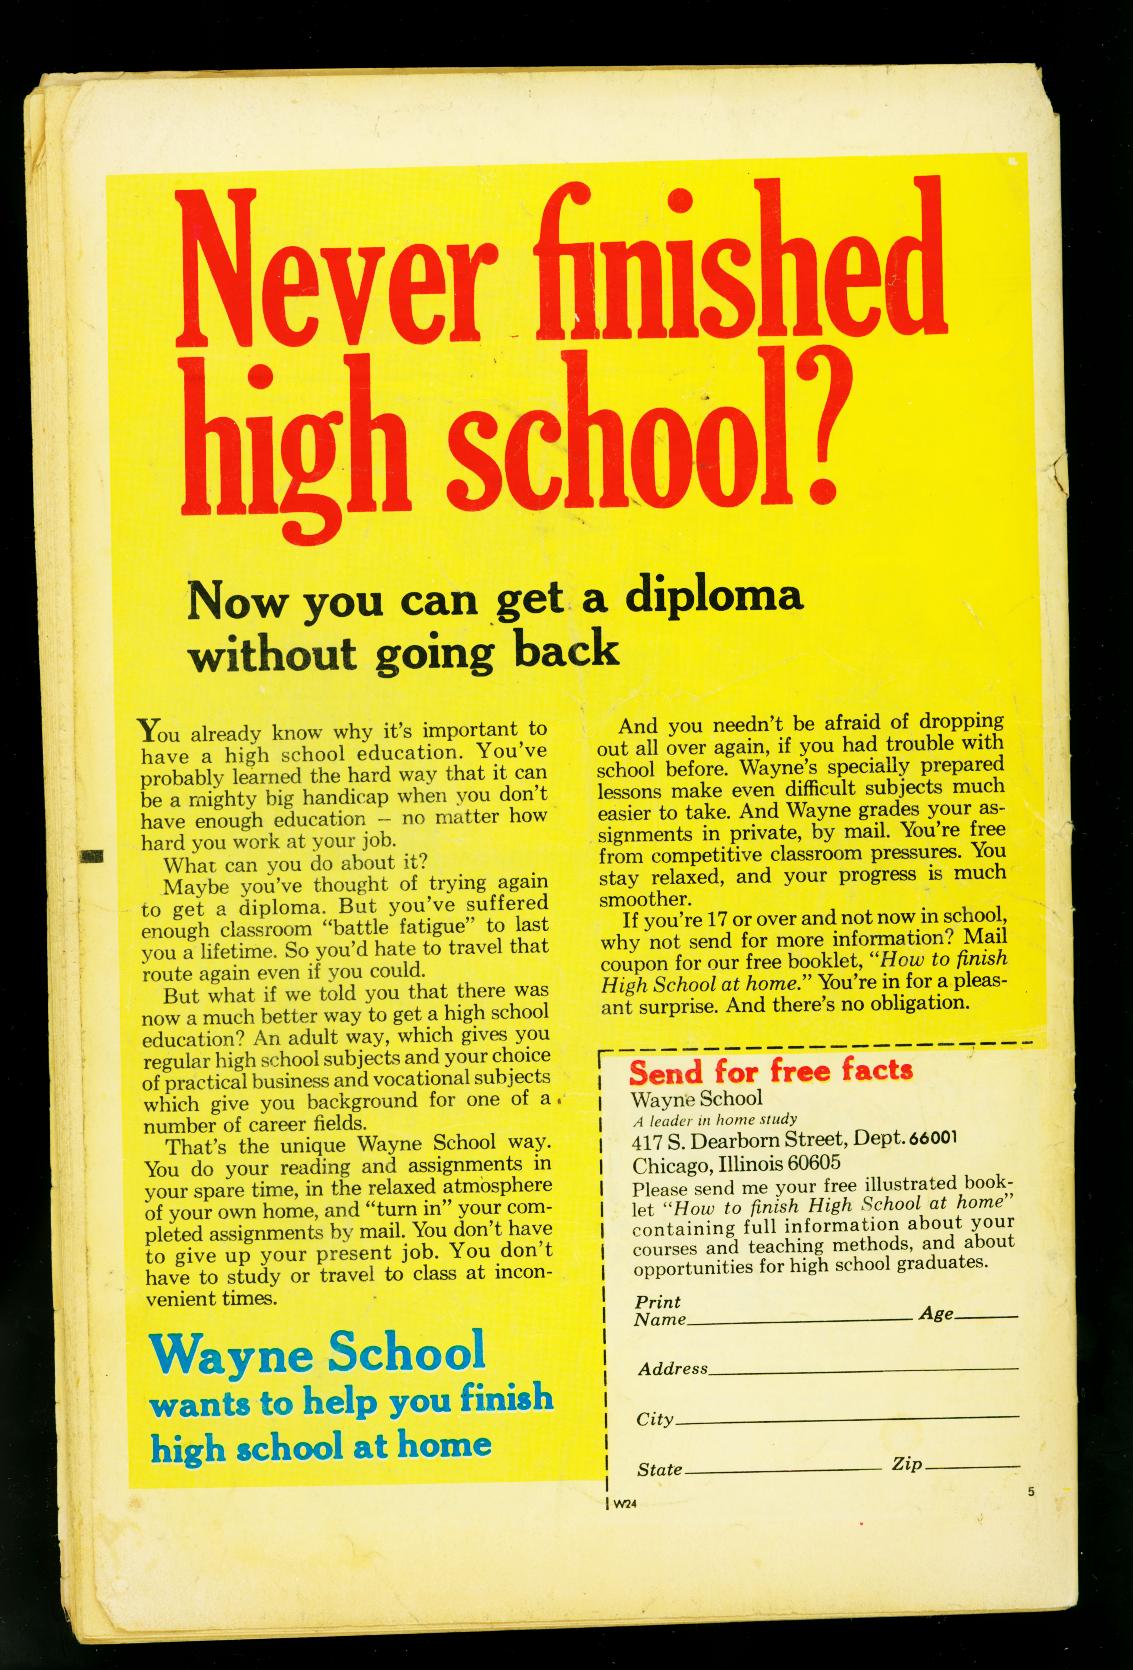 Never finished
high school?
Now you can get a diploma
without going back
You already know why it's important to
have a high school education. You've
probably learned the hard way that it can
be a mighty big handicap when you don't
have enough education — no matter how
hard you work at your job.
What can you do about it?
Maybe you've thought of trying again
to get a diploma. But you've suffered
enough classroom "battle fatigue" to last
you a lifetime. So you'd hate to travel that
route again even if you could.
But what if we told you that there was
now a much better way to get a high school
education? An adult way, which gives you
regular high school subjects and your choice
of practical business and vocational subjects
which give you background for one of a
number of career fields.
That's the unique Wayne School way.
You do your reading and assignments in
your spare time, in the relaxed atmosphere
of your own home, and "turn in" your com-
pleted assignments by mail. You don't have
to give up your present job. You don't
have to study or travel to class at incon-
venient times.
Wayne School
wants to help you finish
high school at home
And you needn't be afraid of dropping
out all over again, if you had trouble with
school before. Wayne's specially prepared
lessons make even difficult subjects much
easier to take. And Wayne grades your as-
signments in private, by mail. You're free
from competitive classroom pressures. You
stay relaxed, and your progress is much
smoother.
If you're 17 or over and not now in school,
why not send for more information? Mail
coupon for our free booklet, "How to finish
High School at home." You're in for a pleas-
ant surprise. And there's no obligation.
Send for free facts
Wayne School
A leader in home study
417 S. Dearborn Street, Dept. 66001
Chicago, Illinois 60605
Please send me your free illustrated book-
let "How to finish High School at home"
containing full information about your
courses and teaching methods, and about
opportunities for high school graduates.
Print
Name Age
Address
City
State Zip
W24
5